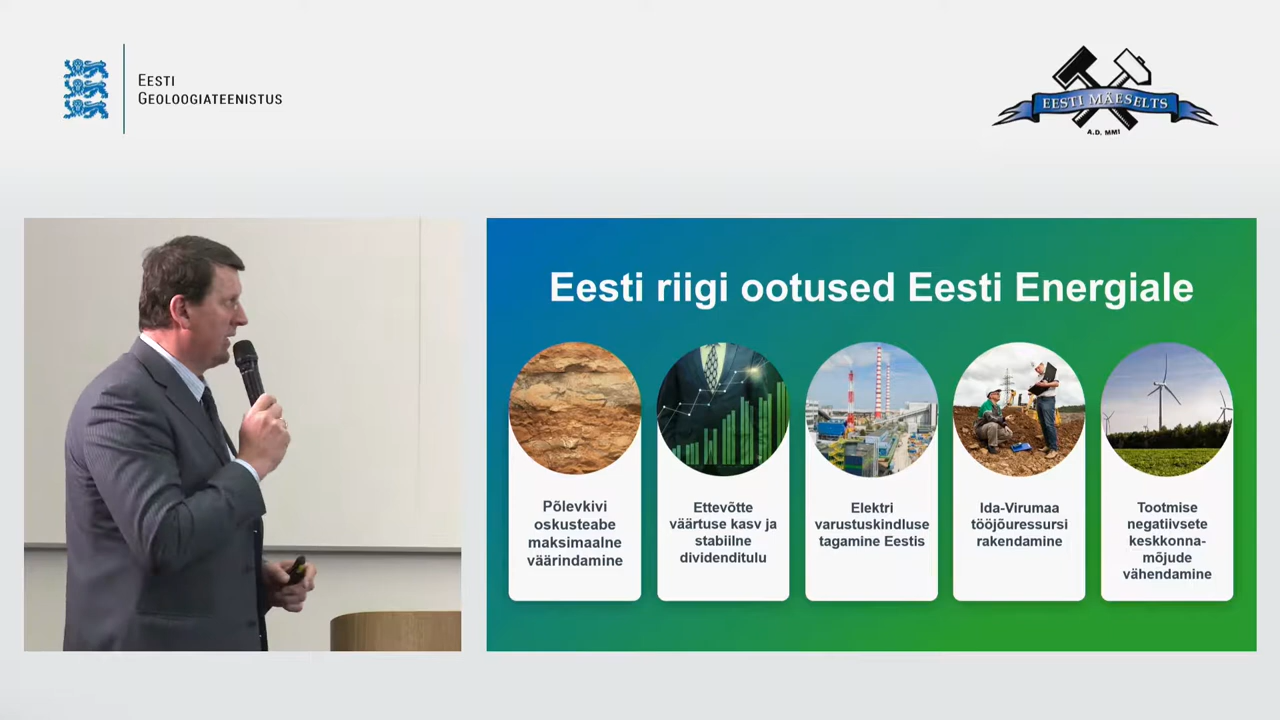 EESTI
GEOLOOGIATEENISTUS
EESTI MÄESELTS
A.D. MMI
Eesti riigi ootused Eesti Energiale
Põlevkivi
oskusteabe
maksimaalne
väärindamine
Ettevõtte
väärtuse kasv ja
stabiilne
dividenditulu
Elektri
varustuskindluse
tagamine Eestis
Ida-Virumaa
tööjõuressursi
rakendamine
Tootmise
negatiivsete
keskkonna-
mõjude
vähendamine